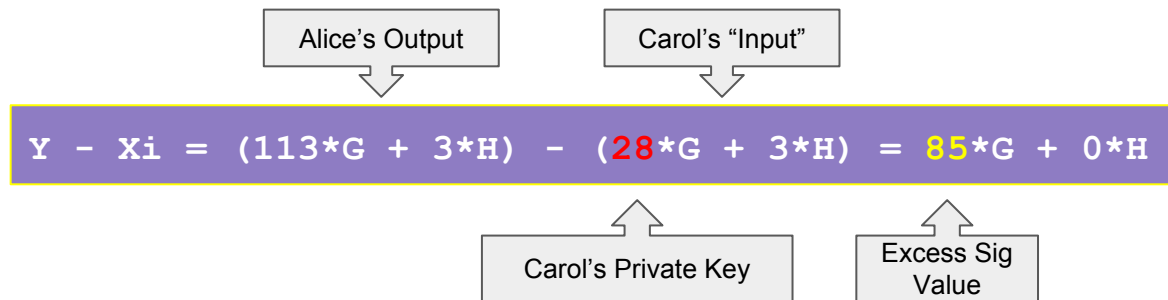 Alice’s Output
Carol’s “Input”
Y - Xi = (113*G + 3*H) - (28*G + 3*H) = 85*G + 0*H
Carol’s Private Key
Excess Sig
Value